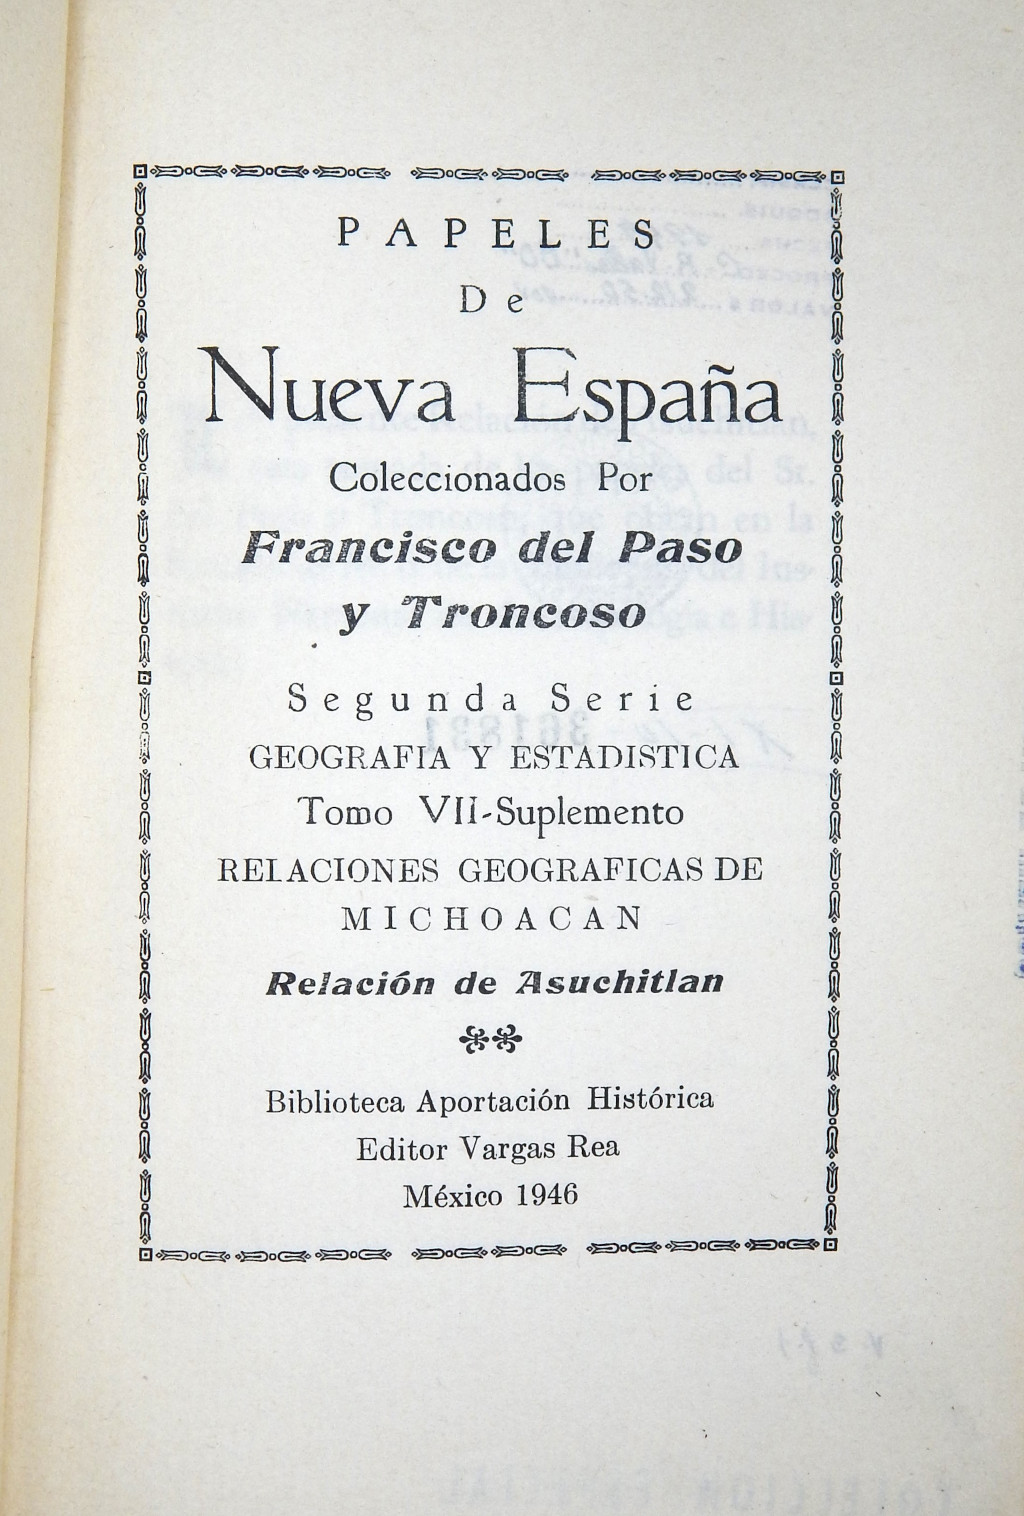 PAPELES
De
Nueva España
Coleccionados Por
Francisco del Paso
y Troncoso
Segunda Serie
GEOGRAFIA Y ESTADISTICA
Tomo VII-Suplemento
RELACIONES GEOGRAFICAS DE
MICHOACAN
Relación de Asuchitlan
Biblioteca Aportación Histórica
Editor Vargas Rea
México 1946
361831